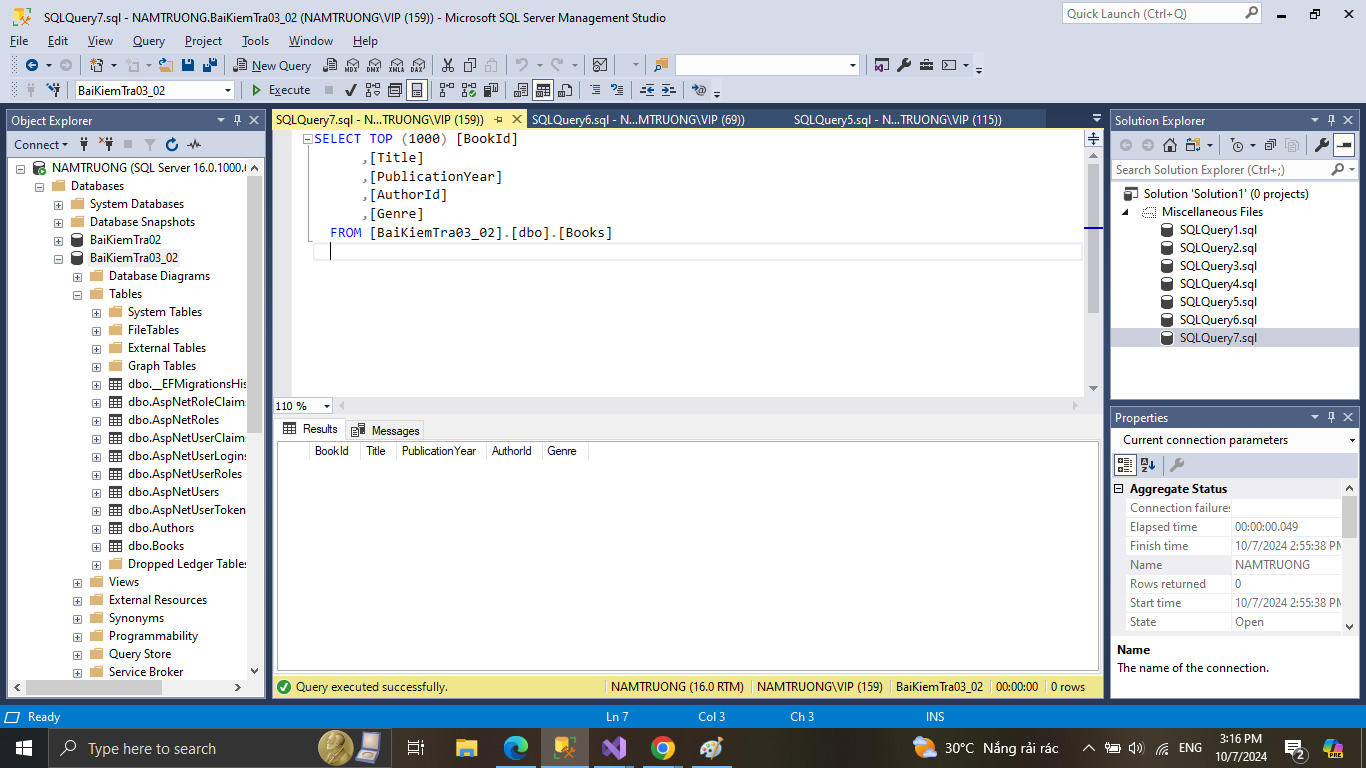 SQLQuery7.sql - NAMTRUONG.BaiKiemTra03_02 (NAMTRUONG\VIP (159)) - Microsoft SQL Server Management Studio
Quick Launch (Ctrl+Q)
File Edit View Query Project Tools Window Help
New Query MDX DMX XMLA DAX
BaiKiemTra03_02 Execute
Object Explorer
Connect
NAMTRUONG (SQL Server 16.0.1000.6
Databases
System Databases
Database Snapshots
BaiKiemTra02
BaiKiemTra03_02
Database Diagrams
Tables
System Tables
FileTables
External Tables
Graph Tables
dbo.__EFMigrationsHis
dbo.AspNetRoleClaim
dbo.AspNetRoles
dbo.AspNetUserClaim
dbo.AspNetUserLogins
dbo.AspNetUserRoles
dbo.AspNetUsers
dbo.AspNetUserToken
dbo.Authors
dbo.Books
Dropped Ledger Table
Views
External Resources
Synonyms
Programmability
Query Store
Service Broker
SQLQuery7.sql - N...TRUONG\VIP (159)) SQLQuery6.sql - N...MTRUONG\VIP (69)) SQLQuery5.sql - N...TRUONG\VIP (115))
SELECT TOP (1000) [BookId]
,[Title]
,[PublicationYear]
,[AuthorId]
,[Genre]
FROM [BaiKiemTra03_02].[dbo].[Books]
110 %
Results Messages
BookId Title PublicationYear AuthorId Genre
Query executed successfully. NAMTRUONG (16.0 RTM) NAMTRUONG\VIP (159) BaiKiemTra03_02 00:00:00 0 rows
Solution Explorer
Search Solution Explorer (Ctrl+;)
Solution 'Solution1' (0 projects)
Miscellaneous Files
SQLQuery1.sql
SQLQuery2.sql
SQLQuery3.sql
SQLQuery4.sql
SQLQuery5.sql
SQLQuery6.sql
SQLQuery7.sql
Properties
Current connection parameters
Aggregate Status
Connection failures
Elapsed time 00:00:00.049
Finish time 10/7/2024 2:55:38 PM
Name NAMTRUONG
Rows returned 0
Start time 10/7/2024 2:55:38 PM
State Open
Name
The name of the connection.
Ready Ln 7 Col 3 Ch 3 INS
Type here to search
30°C Nắng rải rác ENG 3:16 PM
10/7/2024
2
PRE